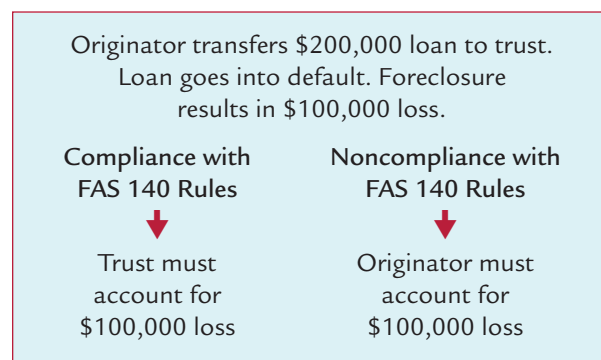 Originator transfers $200,000 loan to trust.
Loan goes into default. Foreclosure
results in $100,000 loss.
Compliance with
FAS 140 Rules
Trust must
account for
$100,000 loss
Noncompliance with
FAS 140 Rules
Originator must
account for
$100,000 loss